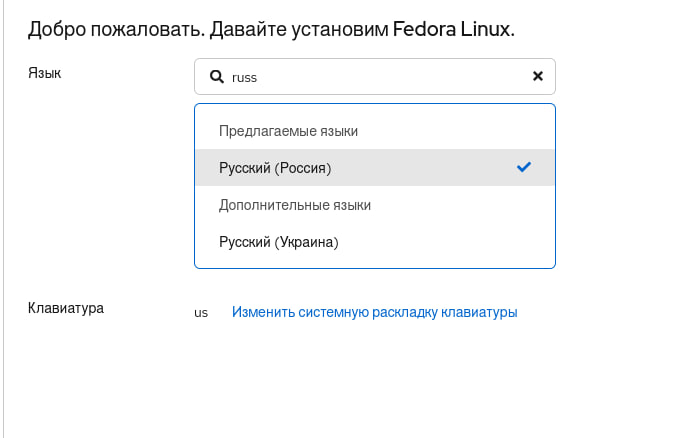 Добро пожаловать. Давайте установим Fedora Linux.
Язык
russ
Предлагаемые языки
Русский (Россия)
Дополнительные языки
Русский (Украина)
Клавиатура us Изменить системную раскладку клавиатуры